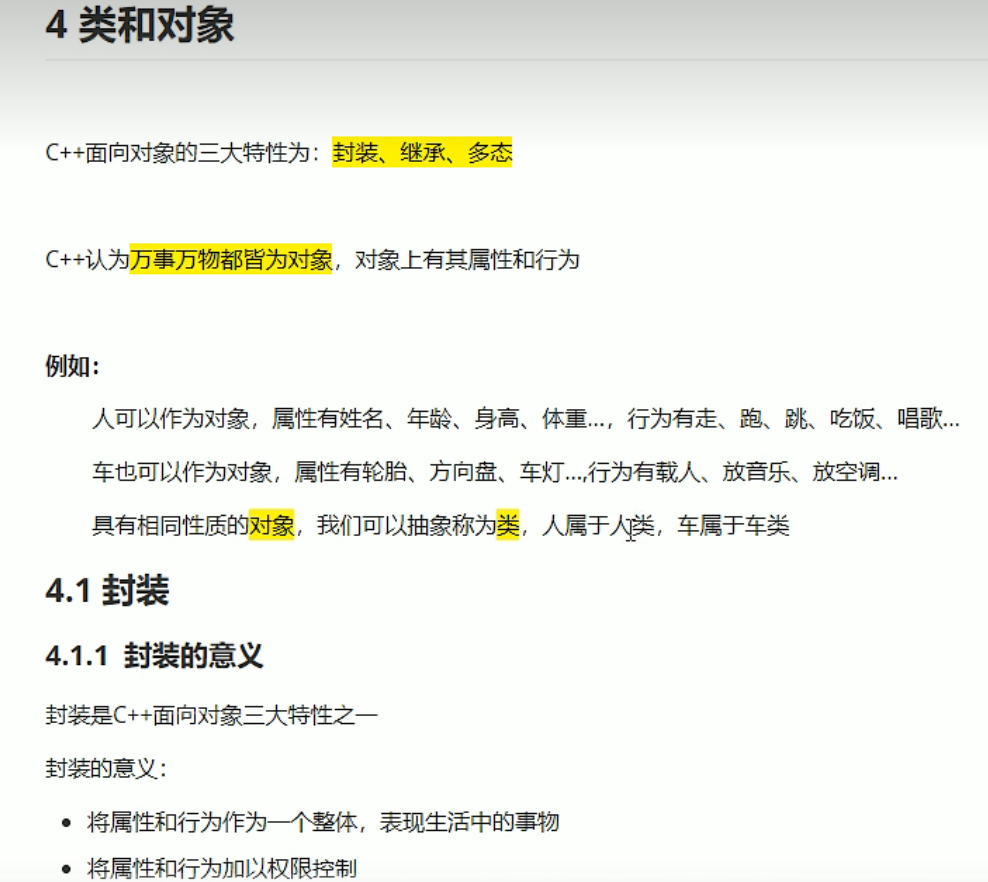 4 类和对象
C++面向对象的三大特性为：封装、继承、多态
C++认为万事万物都皆为对象，对象上有其属性和行为
例如：
人可以作为对象，属性有姓名、年龄、身高、体重...，行为有走、跑、跳、吃饭、唱歌...
车也可以作为对象，属性有轮胎、方向盘、车灯...,行为有载人、放音乐、放空调...
具有相同性质的对象，我们可以抽象称为类，人属于人类，车属于车类
4.1 封装
4.1.1 封装的意义
封装是C++面向对象三大特性之一
封装的意义：
• 将属性和行为作为一个整体，表现生活中的事物
• 将属性和行为加以权限控制